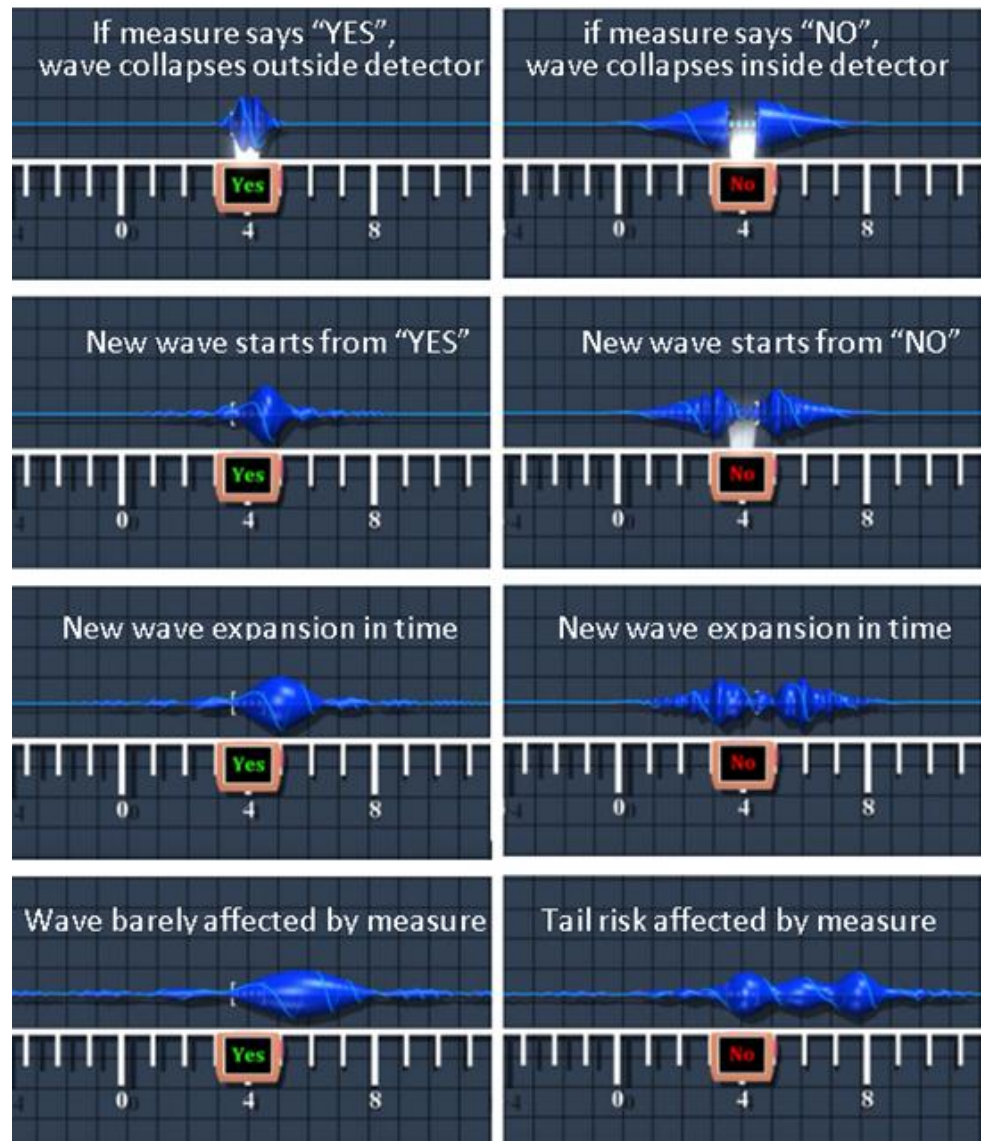 If measure says “YES”,
wave collapses outside detector
Yes
0 4 8
if measure says “NO”,
wave collapses inside detector
No
0 4 8
New wave starts from “YES”
Yes
0 4 8
New wave starts from “NO”
No
0 4 8
New wave expansion in time
Yes
0 4 8
New wave expansion in time
No
0 4 8
Wave barely affected by measure
Yes
0 4 8
Tail risk affected by measure
No
0 4 8